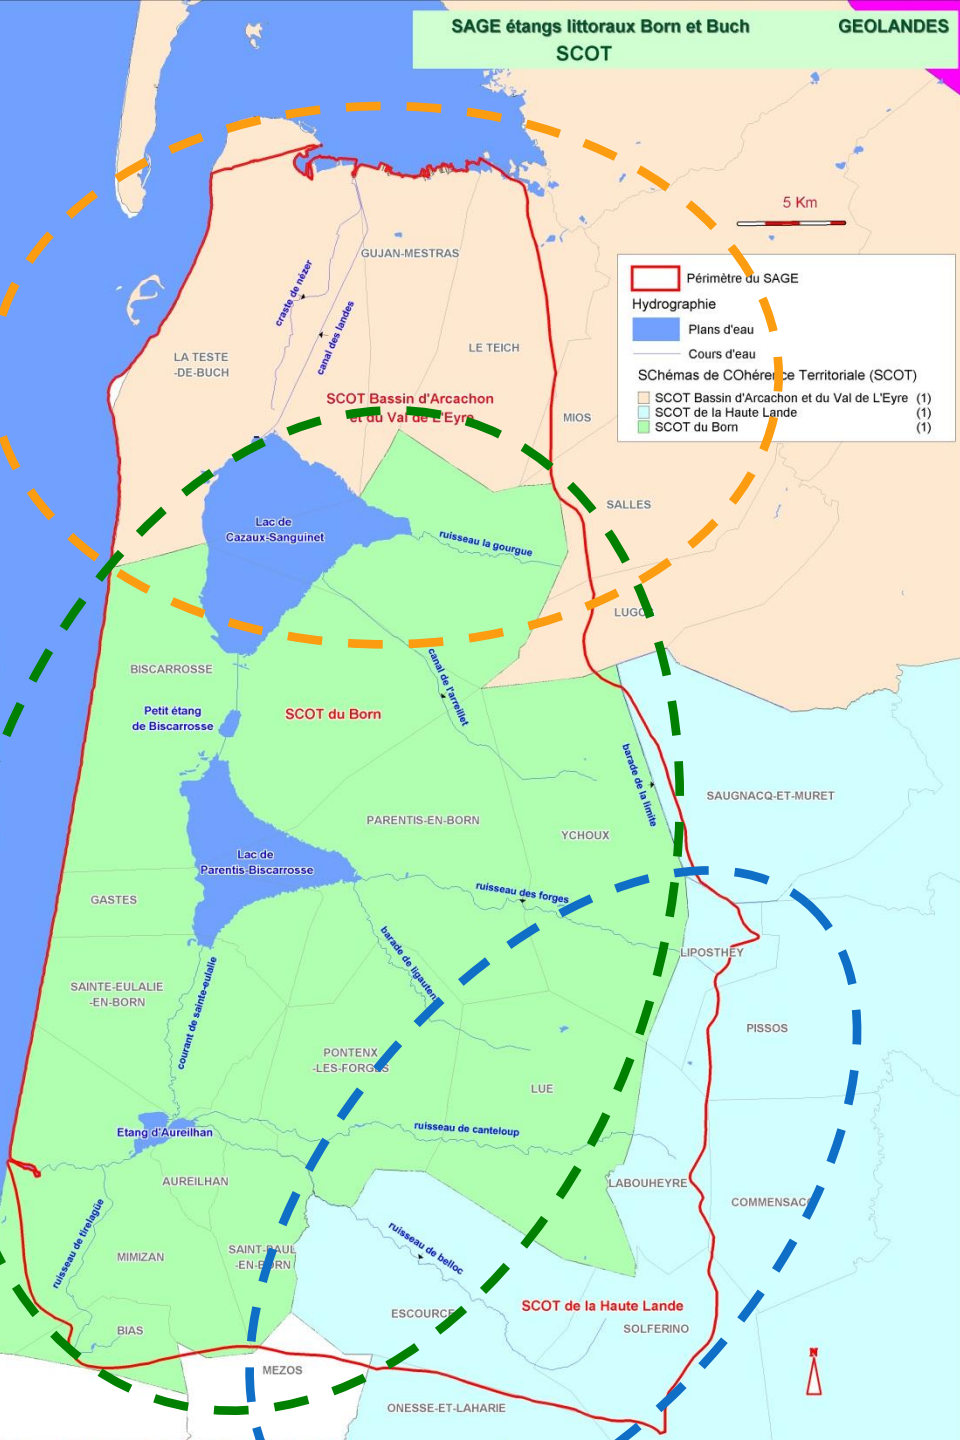 SAGE étangs littoraux Born et Buch GEOLANDES
SCOT
5 Km
Périmètre du SAGE
Hydrographie
Plans d'eau
Cours d'eau
SChémas de COhérence Territoriale (SCOT)
SCOT Bassin d'Arcachon et du Val de L'Eyre (1)
SCOT de la Haute Lande (1)
SCOT du Born (1)
GUJAN-MESTRAS
craste de nézer
canal des landes
LA TESTE
-DE-BUCH
LE TEICH
SCOT Bassin d'Arcachon
et du Val de L'Eyre
MIOS
SALLES
Lac de
Cazaux-Sanguinet
ruisseau la gourgue
LUGOS
BISCARROSSE
canal de l'arreillet
Petit étang
de Biscarrosse
SCOT du Born
barade de la limite
SAUGNACQ-ET-MURET
PARENTIS-EN-BORN
YCHOUX
Lac de
Parentis-Biscarrosse
GASTES
ruisseau des forges
barade de ligautenx
LIPOSTHEY
SAINTE-EULALIE
-EN-BORN
courant de sainte-eulalie
PISSOS
PONTENX
-LES-FORGES
LUE
Etang d'Aureilhan
ruisseau de canteloup
AUREILHAN
LABOUHEYRE
COMMENSACQ
ruisseau de tirelagüe
ruisseau de belloc
MIMIZAN
SAINT-PAUL
-EN-BORN
SCOT de la Haute Lande
ESCOURCE
SOLFERINO
BIAS
MEZOS
N
ONESSE-ET-LAHARIE